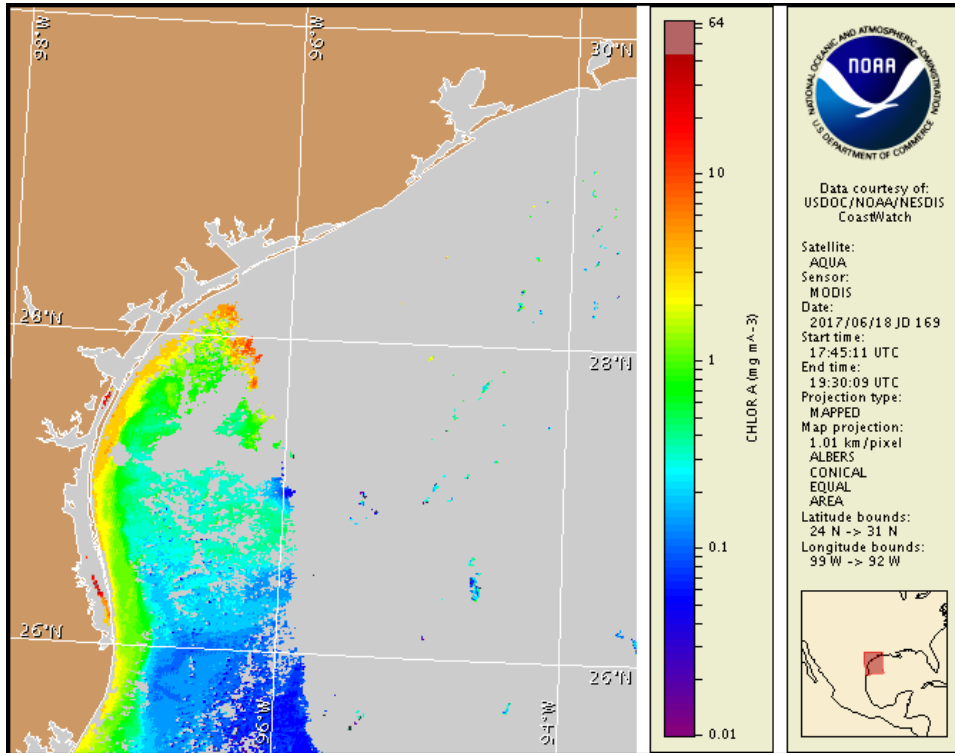 98°W
96°W
30°N
28°N
28°N
26°N
26°N
96°W
94°W
64
10
1
0.1
0.01
CHLOR A (mg m^-3)
NATIONAL OCEANIC AND ATMOSPHERIC ADMINISTRATION
NOAA
U.S. DEPARTMENT OF COMMERCE
Data courtesy of:
USDOC/NOAA/NESDIS
CoastWatch
Satellite:
AQUA
Sensor:
MODIS
Date:
2017/06/18 JD 169
Start time:
17:45:11 UTC
End time:
19:30:09 UTC
Projection type:
MAPPED
Map projection:
1.01 km/pixel
ALBERS
CONICAL
EQUAL
AREA
Latitude bounds:
24 N -> 31 N
Longitude bounds:
99 W -> 92 W